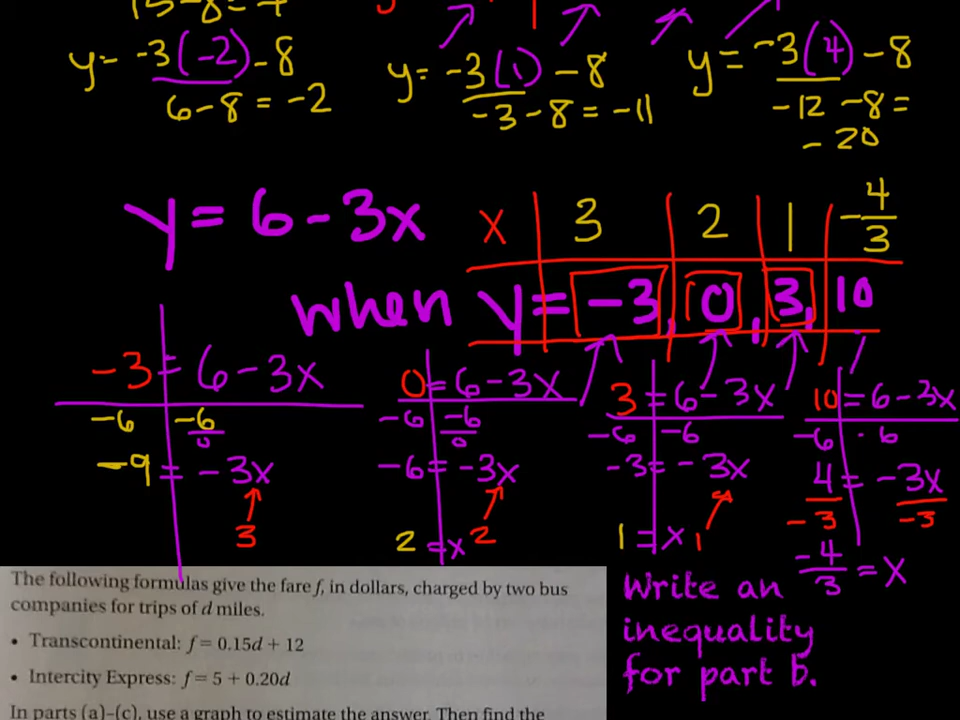 15-8=7
y= -3(-2)-8
6-8 = -2
y= -3(1) -8
-3-8 = -11
y= -3(4) -8
-12 -8 =
-20
y = 6-3x
x 3 2 1 -4/3
when y= -3, 0, 3, 10
-3 = 6-3x
-6 -6
0
-9 = -3x
3
0=6-3x
-6 -6
0
-6 = -3x
2 = x 2
3 = 6-3x
-6 -6
-3 = -3x
1 = x 1
10=6-3x
-6 -6
4 = -3x
-3 -3
-4/3 = x
The following formulas give the fare f, in dollars, charged by two bus
companies for trips of d miles.
• Transcontinental: f = 0.15d + 12
• Intercity Express: f = 5 + 0.20d
In parts (a)–(c), use a graph to estimate the answer. Then find the
Write an
inequality
for part b.